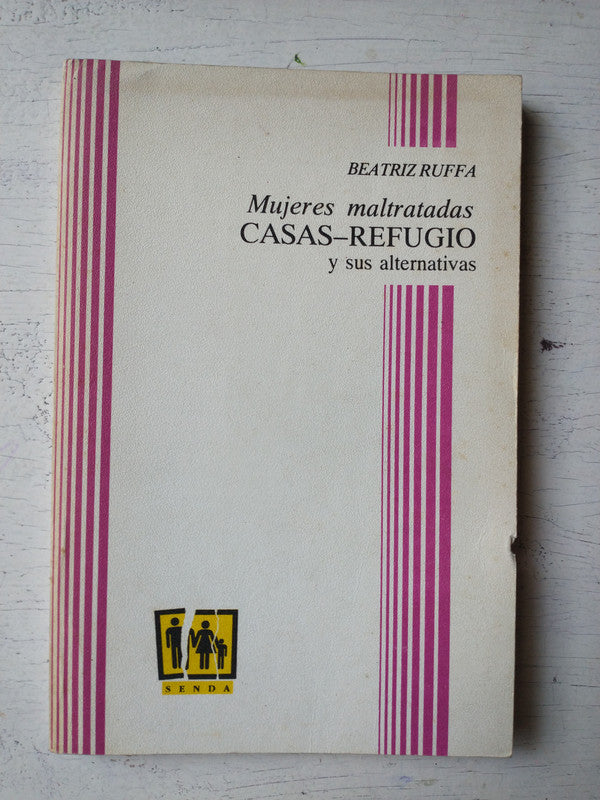 BEATRIZ RUFFA
Mujeres maltratadas
CASAS–REFUGIO
y sus alternativas
SENDA